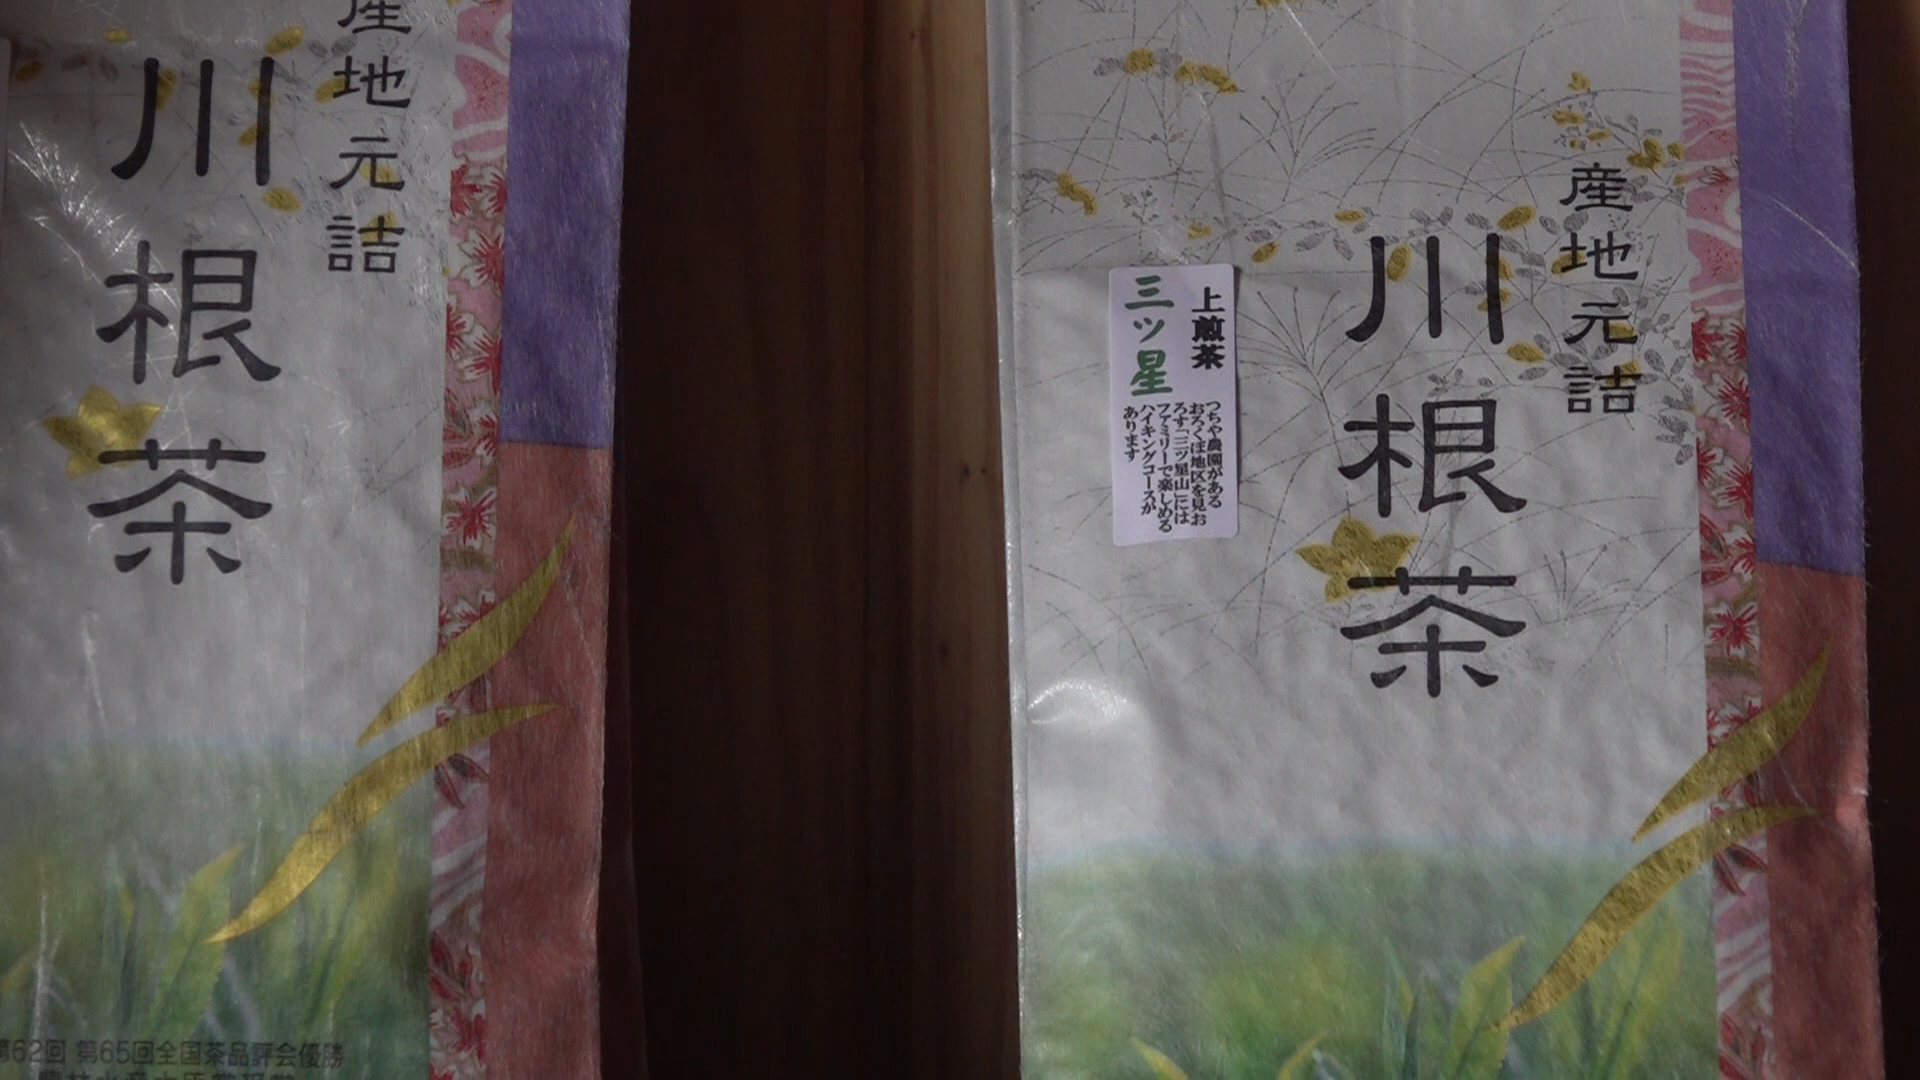 産地元詰
川根茶
第62回 第65回全国茶品評会優勝
産地元詰
川根茶
上煎茶
三ツ星
つちや農園がある
おろくぼ地区を見お
ろす「三ツ星山」には
ファミリーで楽しめる
ハイキングコースが
あります